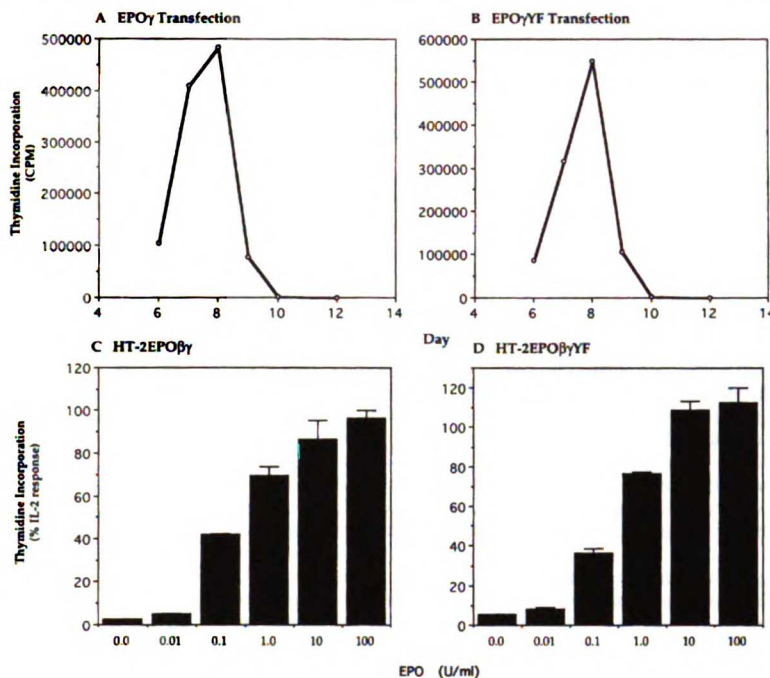 A EPOγ Transfection
B EPOγYF Transfection
Thymidine Incorporation
(CPM)
500000
400000
300000
200000
100000
0
4 6 8 10 12 14
600000
500000
400000
300000
200000
100000
0
4 6 8 10 12 14
Day
C HT-2EPOβγ
D HT-2EPOβγYF
Thymidine Incorporation
(% IL-2 response)
120
100
80
60
40
20
0
0.0 0.01 0.1 1.0 10 100
120
100
80
60
40
20
0
0.0 0.01 0.1 1.0 10 100
EPO (U/ml)